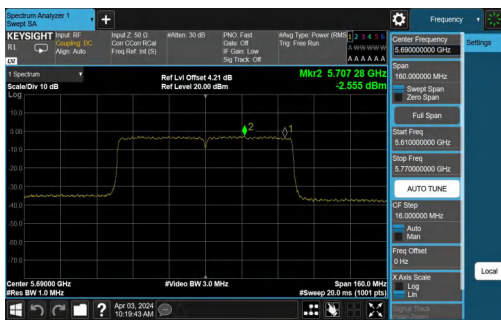 Spectrum Analyzer 1
Swept SA
Frequency
KEYSIGHT Input: RF Input Z: 50 Ω #Atten: 30 dB PNO: Fast #Avg Type: Power (RMS 1 2 3 4 5 6
RL Coupling: DC Corr CCorr RCal Gate: Off Trig: Free Run A W W W W W
Align: Auto Freq Ref: Int (S) IF Gain: Low A A A A A A
LV Sig Track: Off
1 Spectrum Ref Lvl Offset 4.21 dB Mkr2 5.707 28 GHz
Scale/Div 10 dB Ref Level 20.00 dBm -2.555 dBm
Log
10.0
0.00
-10.0
-20.0
-30.0
-40.0
-50.0
-60.0
-70.0
2
1
Center 5.69000 GHz #Video BW 3.0 MHz Span 160.0 MHz
#Res BW 1.0 MHz #Sweep 20.0 ms (1001 pts)
Center Frequency
5.690000000 GHz
Settings
Span
160.000000 MHz
Swept Span
Zero Span
Full Span
Start Freq
5.610000000 GHz
Stop Freq
5.770000000 GHz
AUTO TUNE
CF Step
16.000000 MHz
Auto
Man
Freq Offset
0 Hz
X Axis Scale
Log
Lin
Local
Signal Track
? Apr 03, 2024
10:19:43 AM